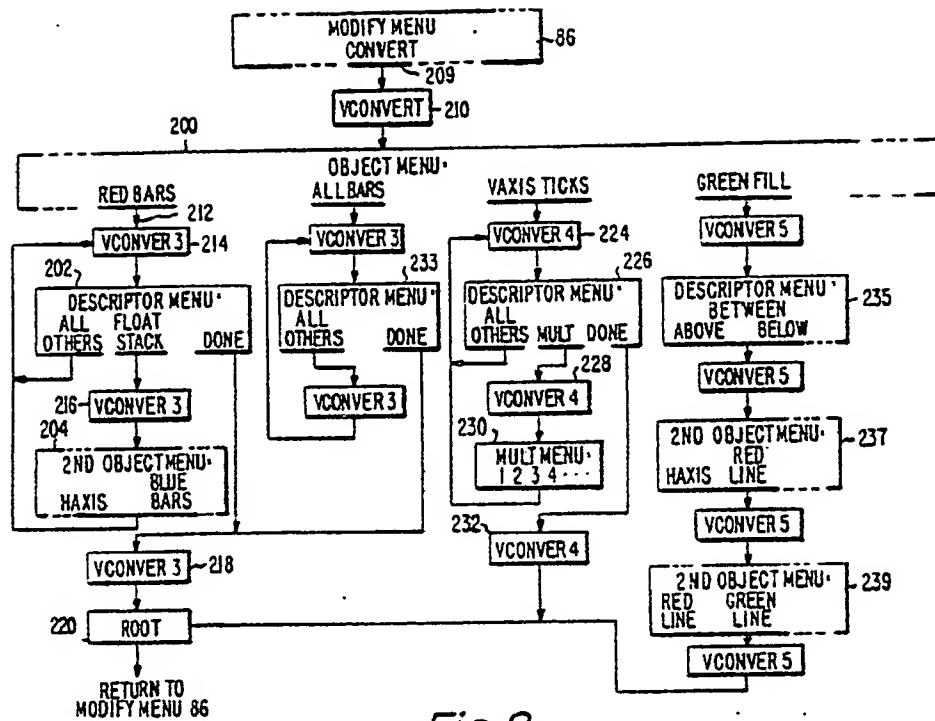 MODIFY MENU
CONVERT
86
209
VCONVERT
210
200
OBJECT MENU:
RED BARS
ALL BARS
VAXIS TICKS
GREEN FILL
212
VCONVER 3
214
VCONVER 3
VCONVER 4
224
VCONVER 5
202
DESCRIPTOR MENU:
ALL FLOAT
OTHERS STACK DONE
233
DESCRIPTOR MENU:
ALL
OTHERS DONE
226
DESCRIPTOR MENU:
ALL
OTHERS MULT DONE
DESCRIPTOR MENU:
BETWEEN
ABOVE BELOW
235
216
VCONVER 3
VCONVER 3
228
VCONVER 4
VCONVER 5
204
2ND OBJECT MENU:
BLUE
HAXIS BARS
230
MULT MENU:
1 2 3 4 ...
2ND OBJECT MENU:
RED
HAXIS LINE
237
VCONVER 3
218
232
VCONVER 4
VCONVER 5
2ND OBJECT MENU:
RED GREEN
LINE LINE
239
220
ROOT
VCONVER 5
RETURN TO
MODIFY MENU 86